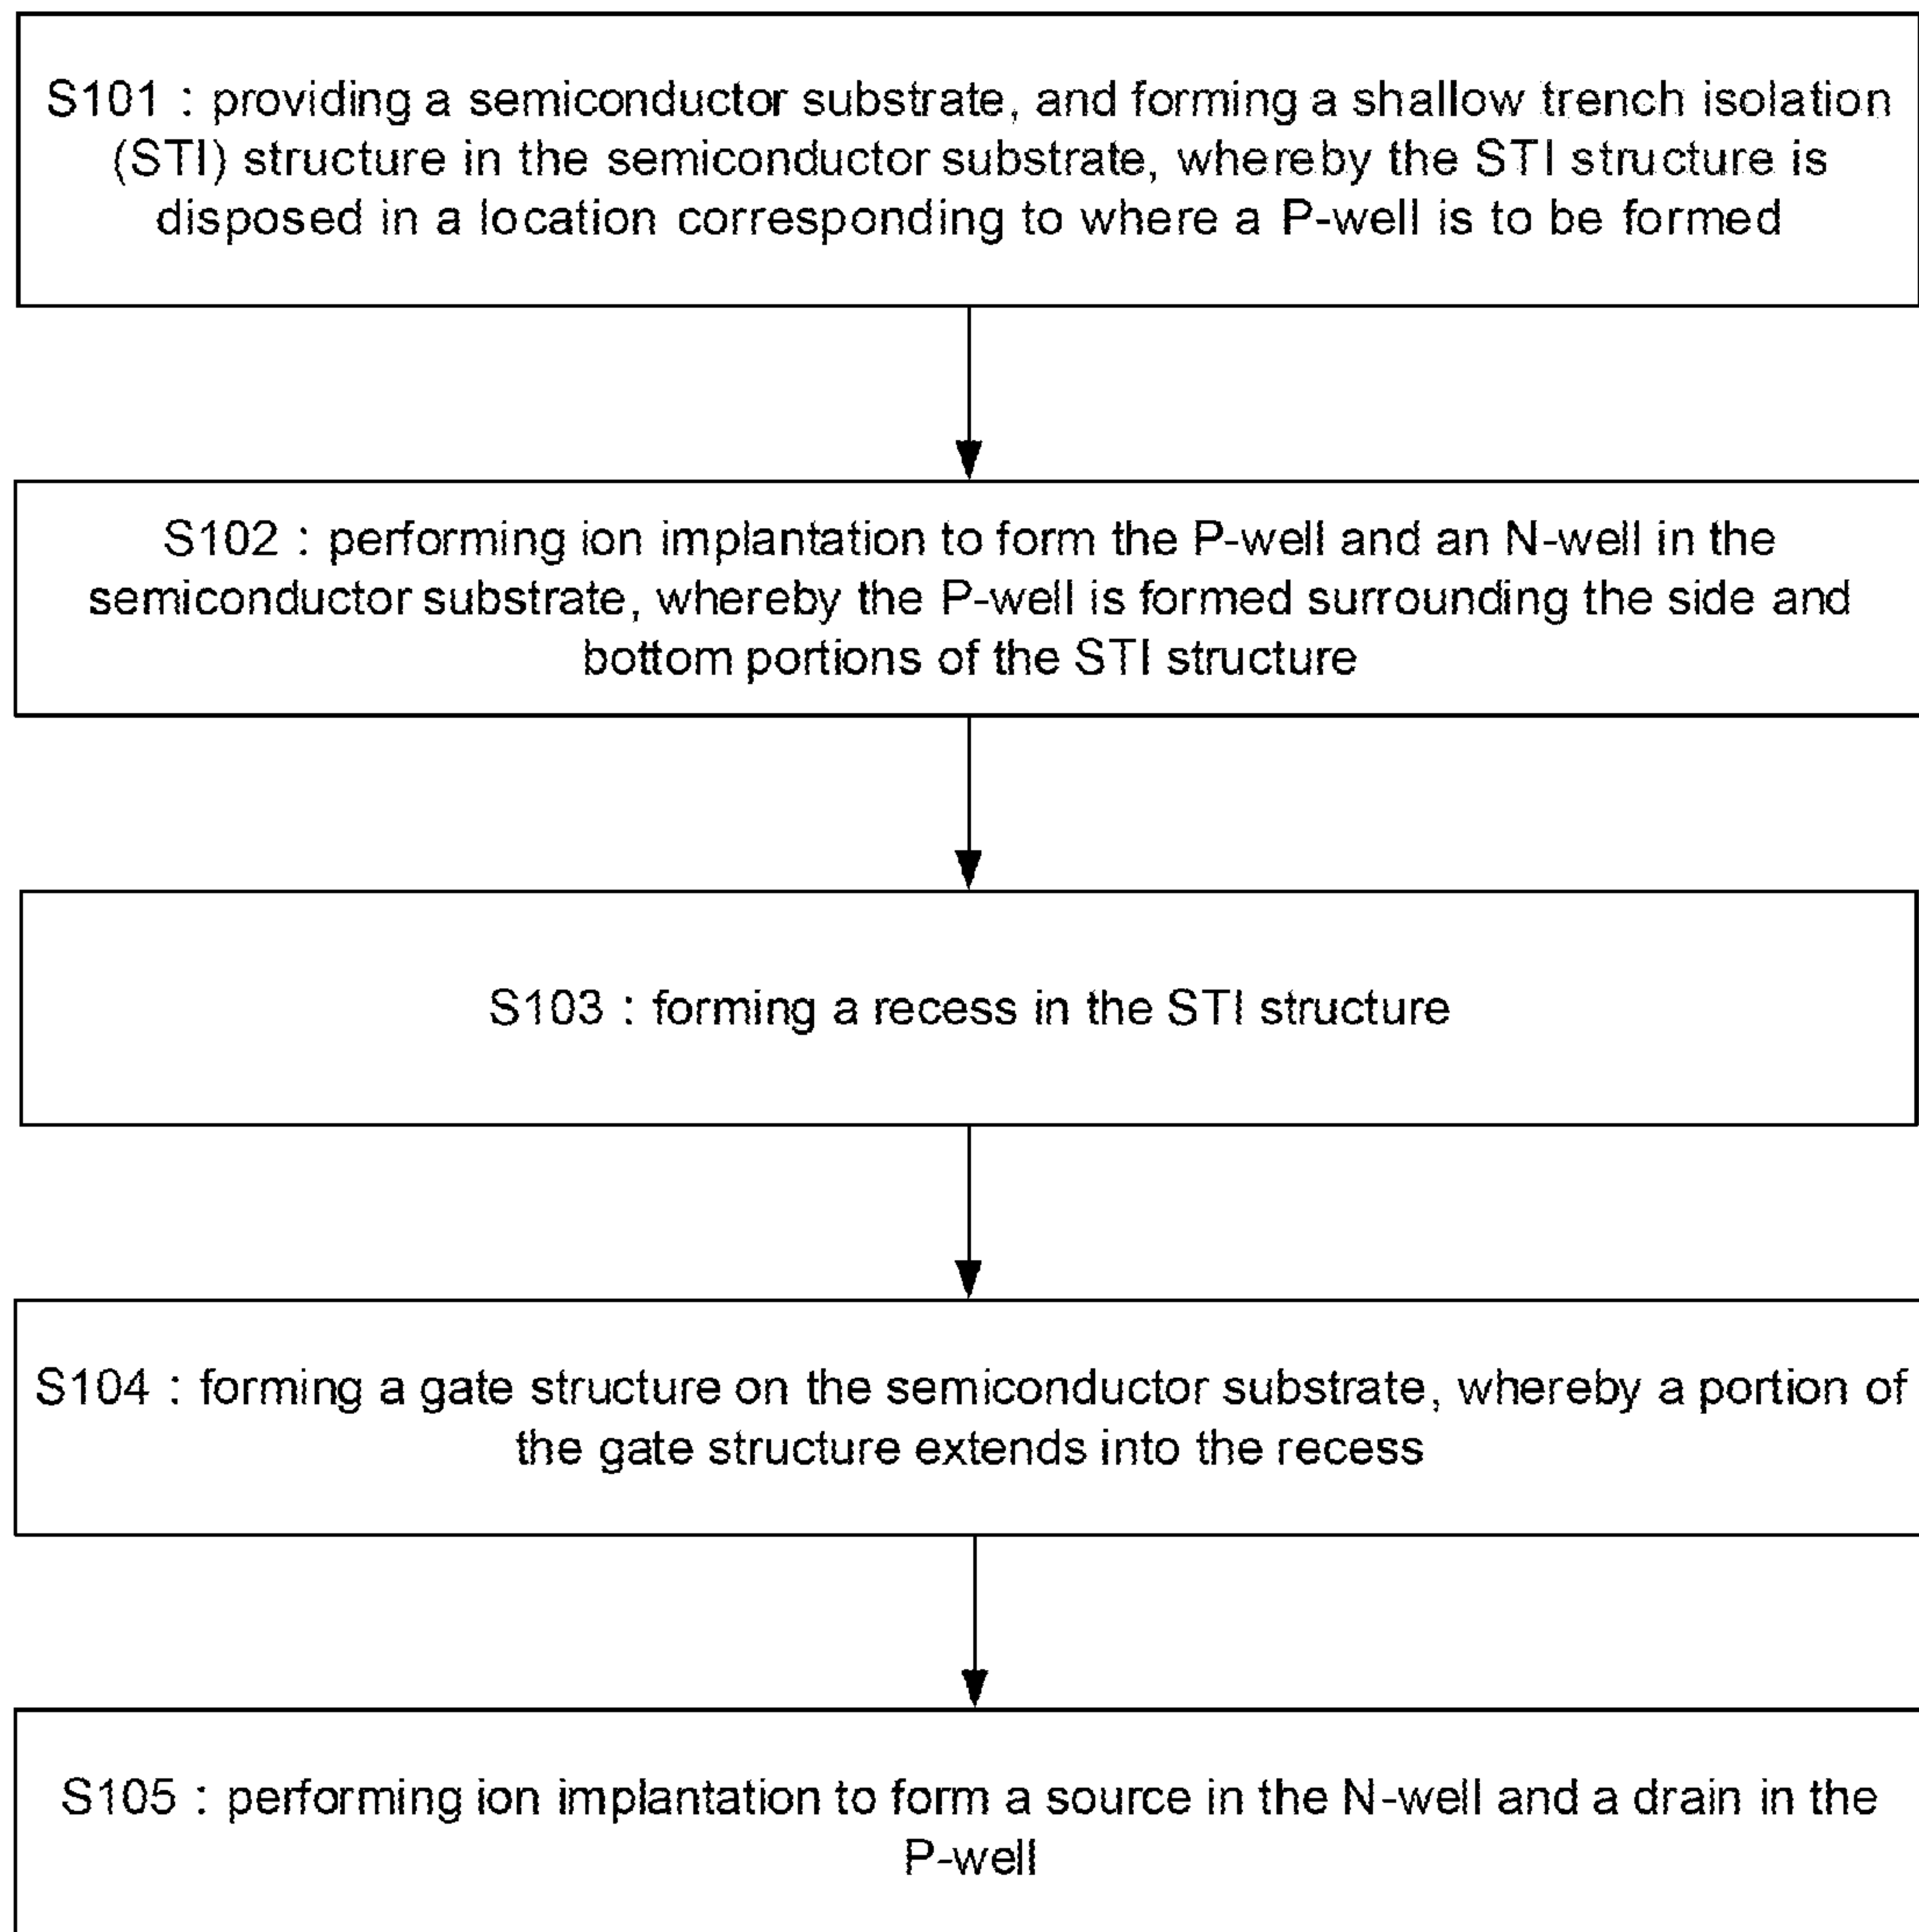 S101 : providing a semiconductor substrate, and forming a shallow trench isolation
(STI) structure in the semiconductor substrate, whereby the STI structure is
disposed in a location corresponding to where a P-well is to be formed
S102 : performing ion implantation to form the P-well and an N-well in the
semiconductor substrate, whereby the P-well is formed surrounding the side and
bottom portions of the STI structure
S103 : forming a recess in the STI structure
S104 : forming a gate structure on the semiconductor substrate, whereby a portion of
the gate structure extends into the recess
S105 : performing ion implantation to form a source in the N-well and a drain in the
P-well